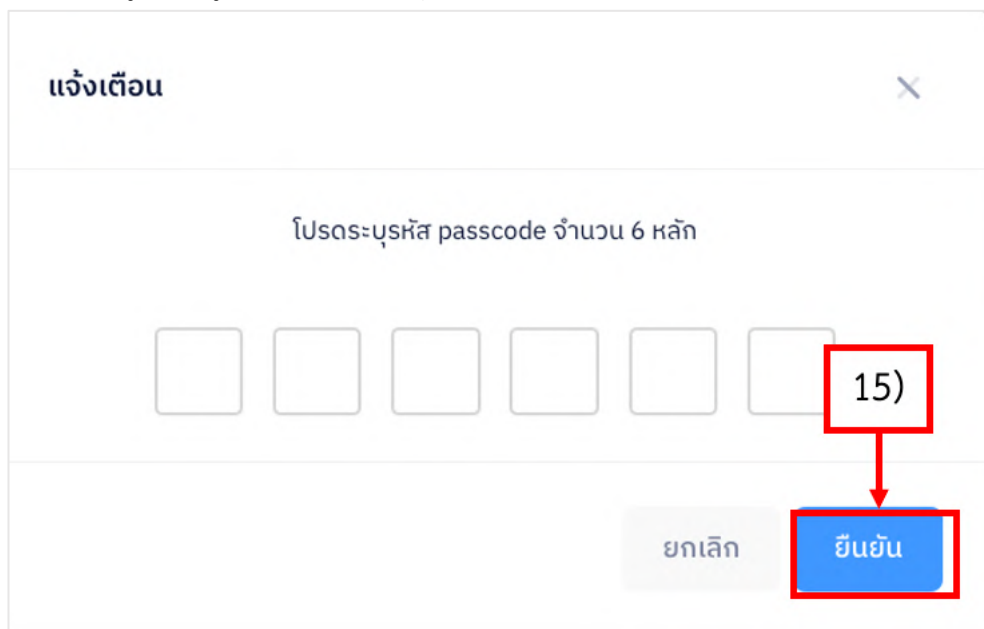 แจ้งเตือน
โปรดระบุรหัส passcode จำนวน 6 หลัก
15)
ยกเลิก ยืนยัน